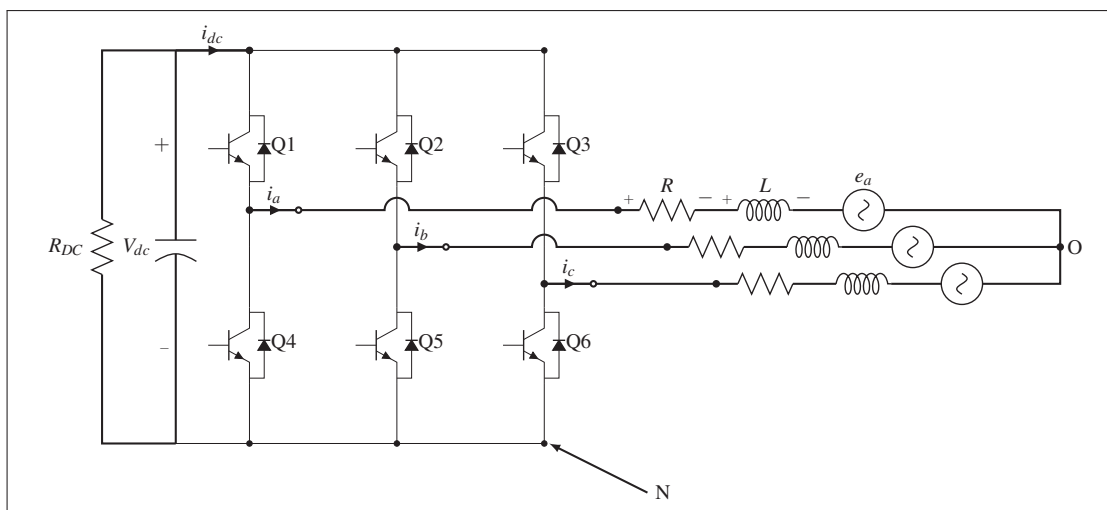 i_dc
+
Q1
Q2
Q3
i_a
+ R − + L − e_a
R_DC
V_dc
i_b
O
i_c
−
Q4
Q5
Q6
N